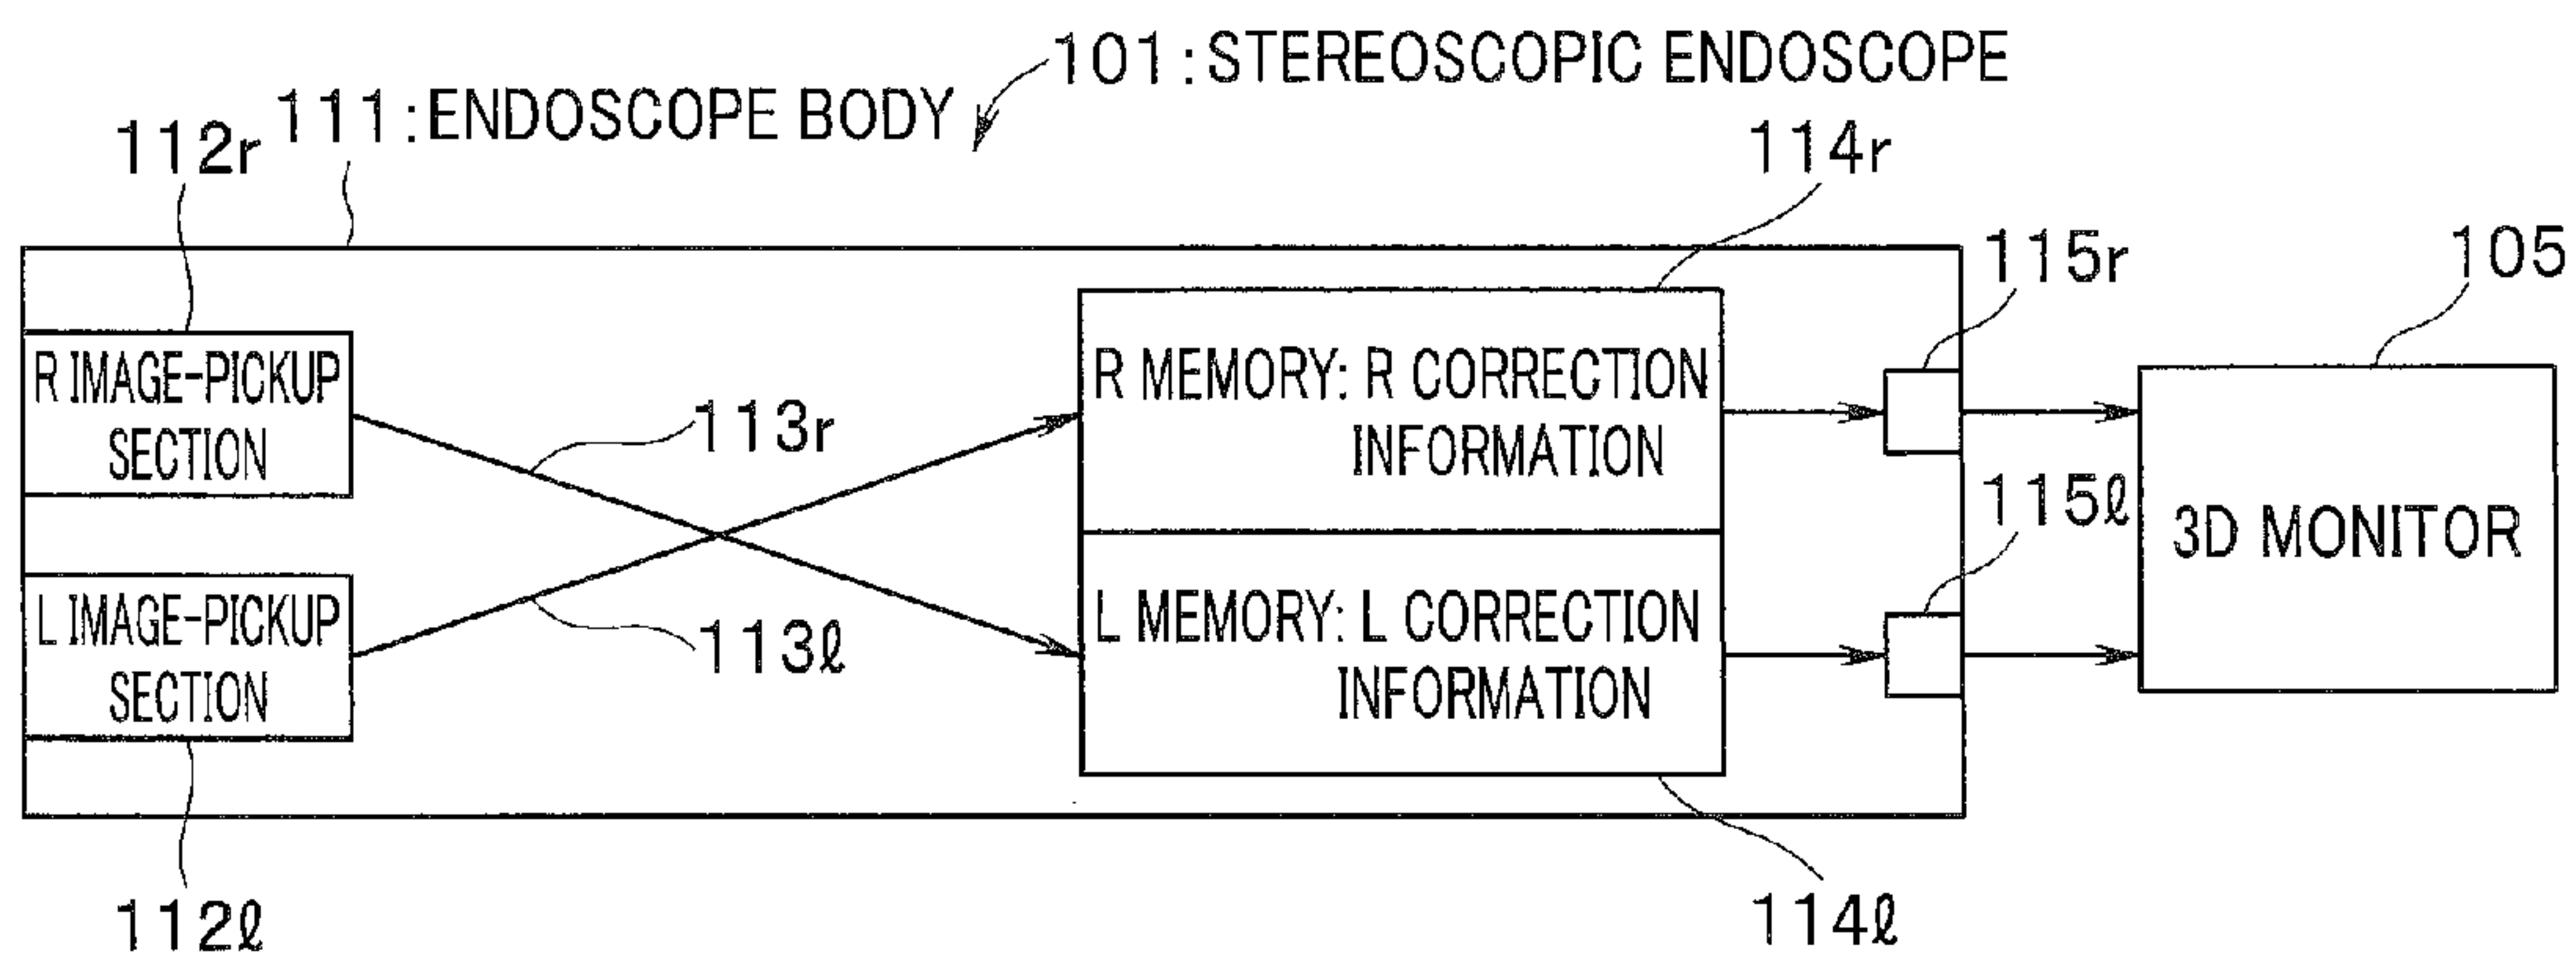 101:STEREOSCOPIC ENDOSCOPE
111:ENDOSCOPE BODY
112r
114r
115r
105
R IMAGE-PICKUP
SECTION
113r
R MEMORY: R CORRECTION
INFORMATION
115ℓ
3D MONITOR
L IMAGE-PICKUP
SECTION
113ℓ
L MEMORY: L CORRECTION
INFORMATION
112ℓ
114ℓ